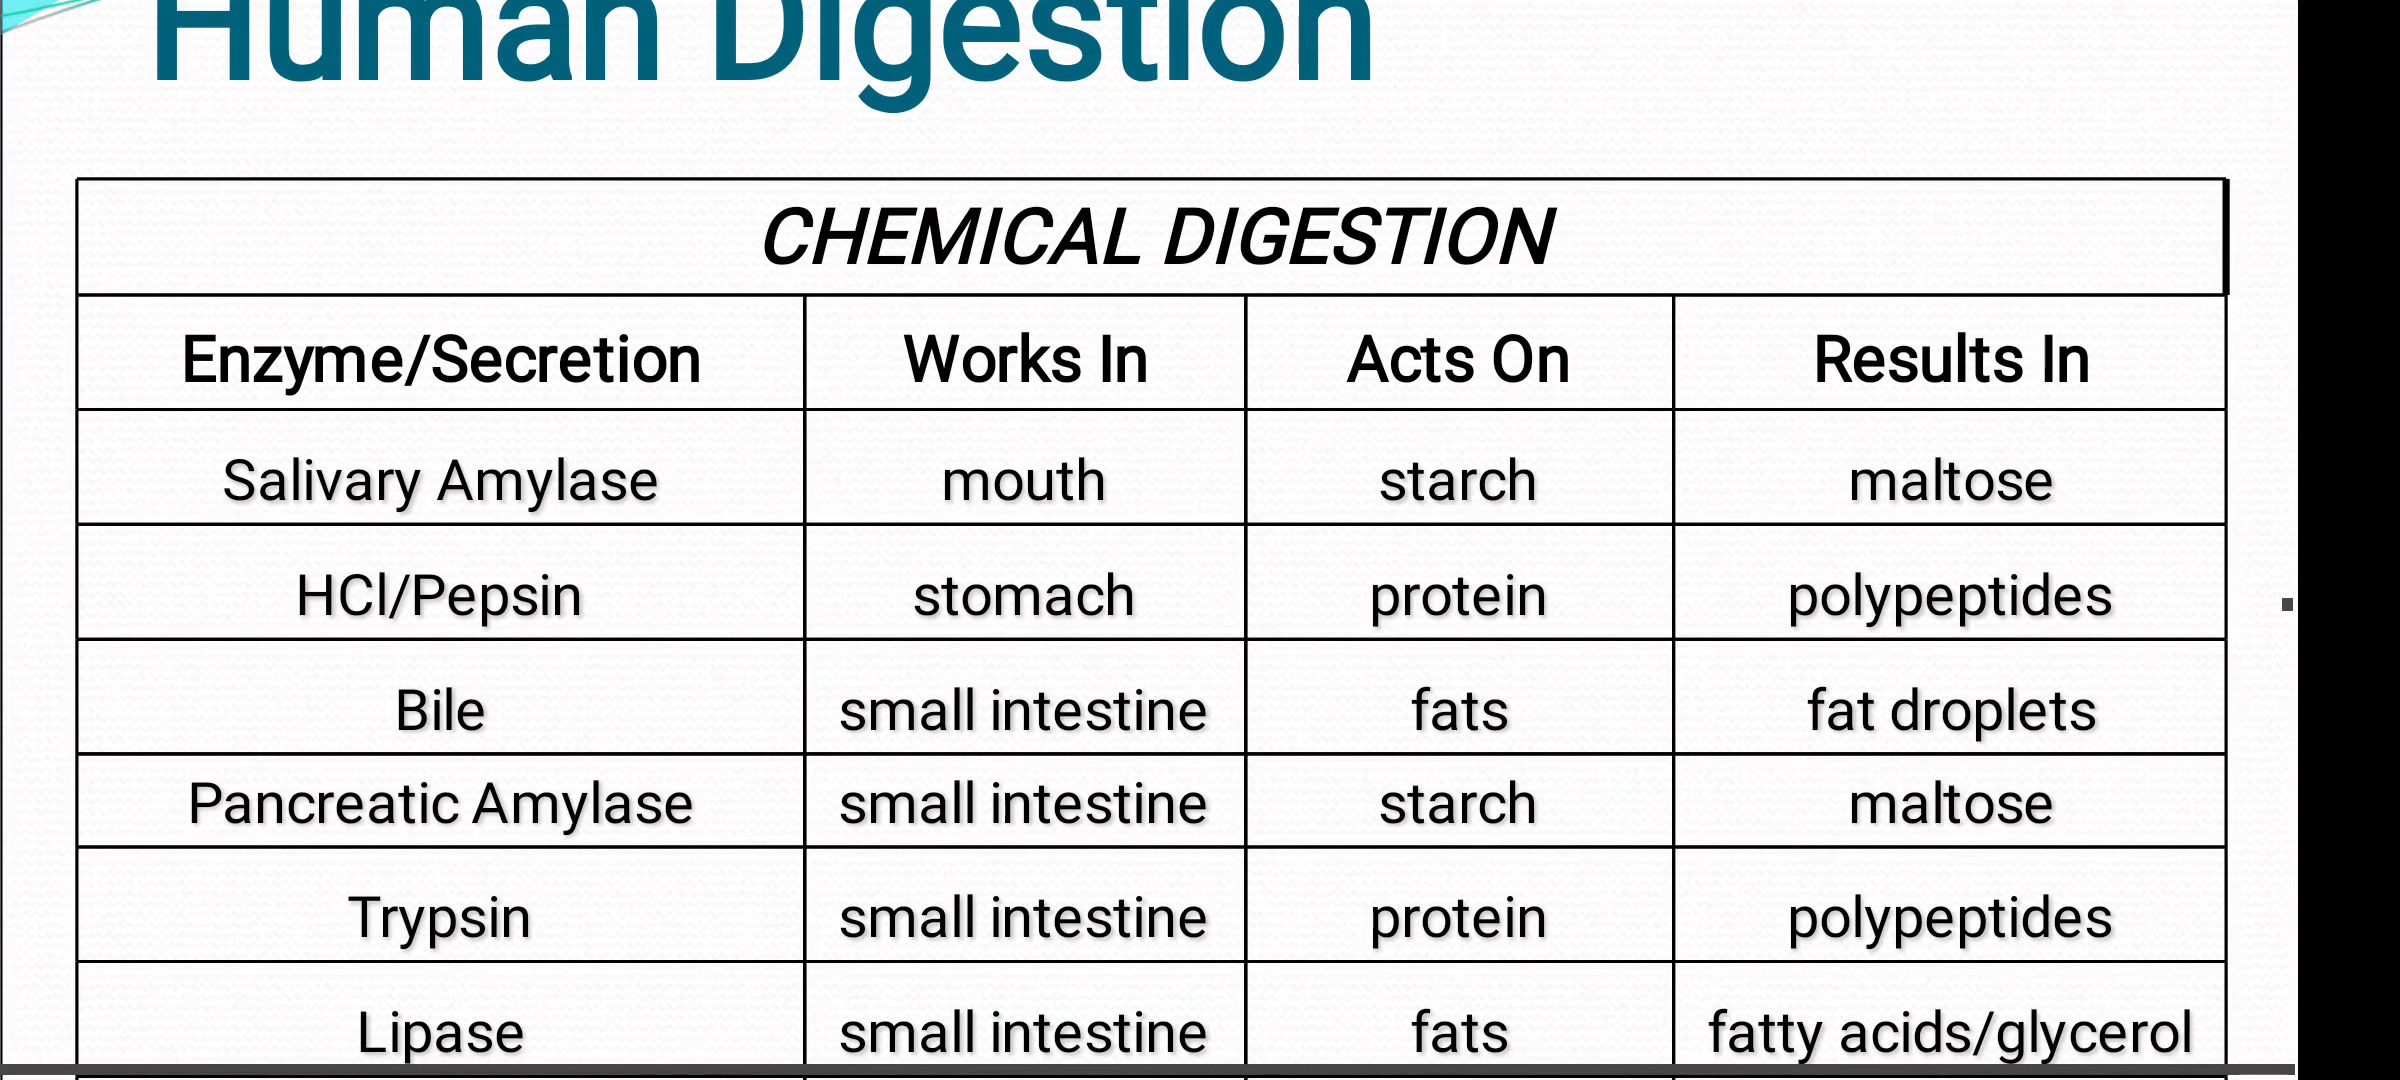 Human Digestion
CHEMICAL DIGESTION
Enzyme/Secretion Works In Acts On Results In
Salivary Amylase mouth starch maltose
HCl/Pepsin stomach protein polypeptides
Bile small intestine fats fat droplets
Pancreatic Amylase small intestine starch maltose
Trypsin small intestine protein polypeptides
Lipase small intestine fats fatty acids/glycerol